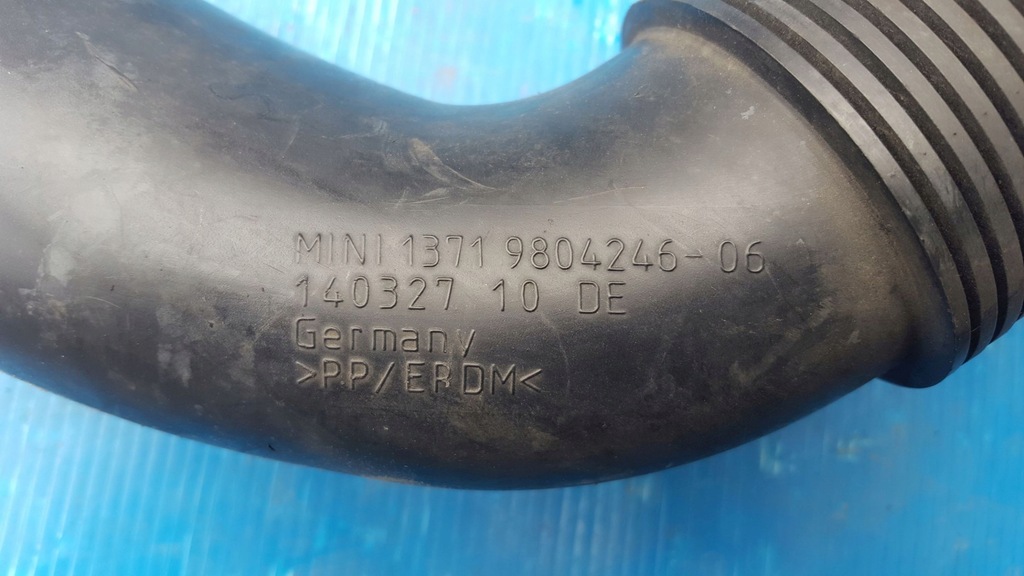 MINI 1371 9804246-06
140327 10 DE
Germany
>PP/EPDM<